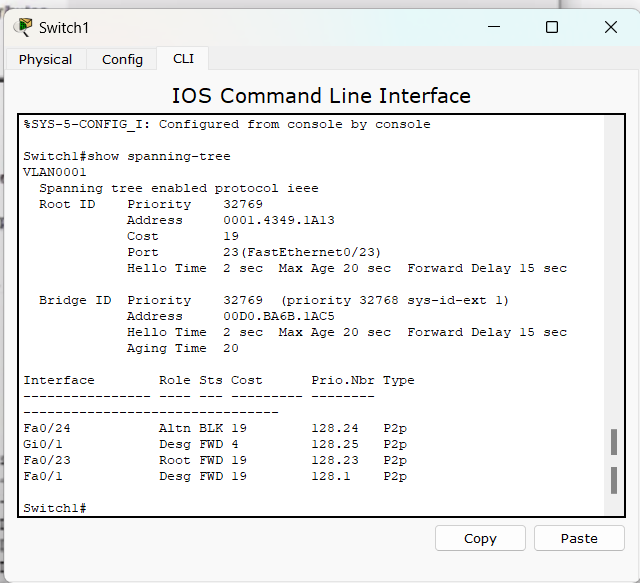 Switch1
Physical Config CLI
IOS Command Line Interface
%SYS-5-CONFIG_I: Configured from console by console
Switch1#show spanning-tree
VLAN0001
  Spanning tree enabled protocol ieee
  Root ID    Priority    32769
             Address     0001.4349.1A13
             Cost        19
             Port        23(FastEthernet0/23)
             Hello Time  2 sec  Max Age 20 sec  Forward Delay 15 sec
  Bridge ID  Priority    32769  (priority 32768 sys-id-ext 1)
             Address     00D0.BA6B.1AC5
             Hello Time  2 sec  Max Age 20 sec  Forward Delay 15 sec
             Aging Time  20
Interface        Role Sts Cost      Prio.Nbr Type
---------------- ---- --- --------- --------
--------------------------------
Fa0/24           Altn BLK 19        128.24   P2p
Gi0/1            Desg FWD 4         128.25   P2p
Fa0/23           Root FWD 19        128.23   P2p
Fa0/1            Desg FWD 19        128.1    P2p
Switch1#
Copy Paste